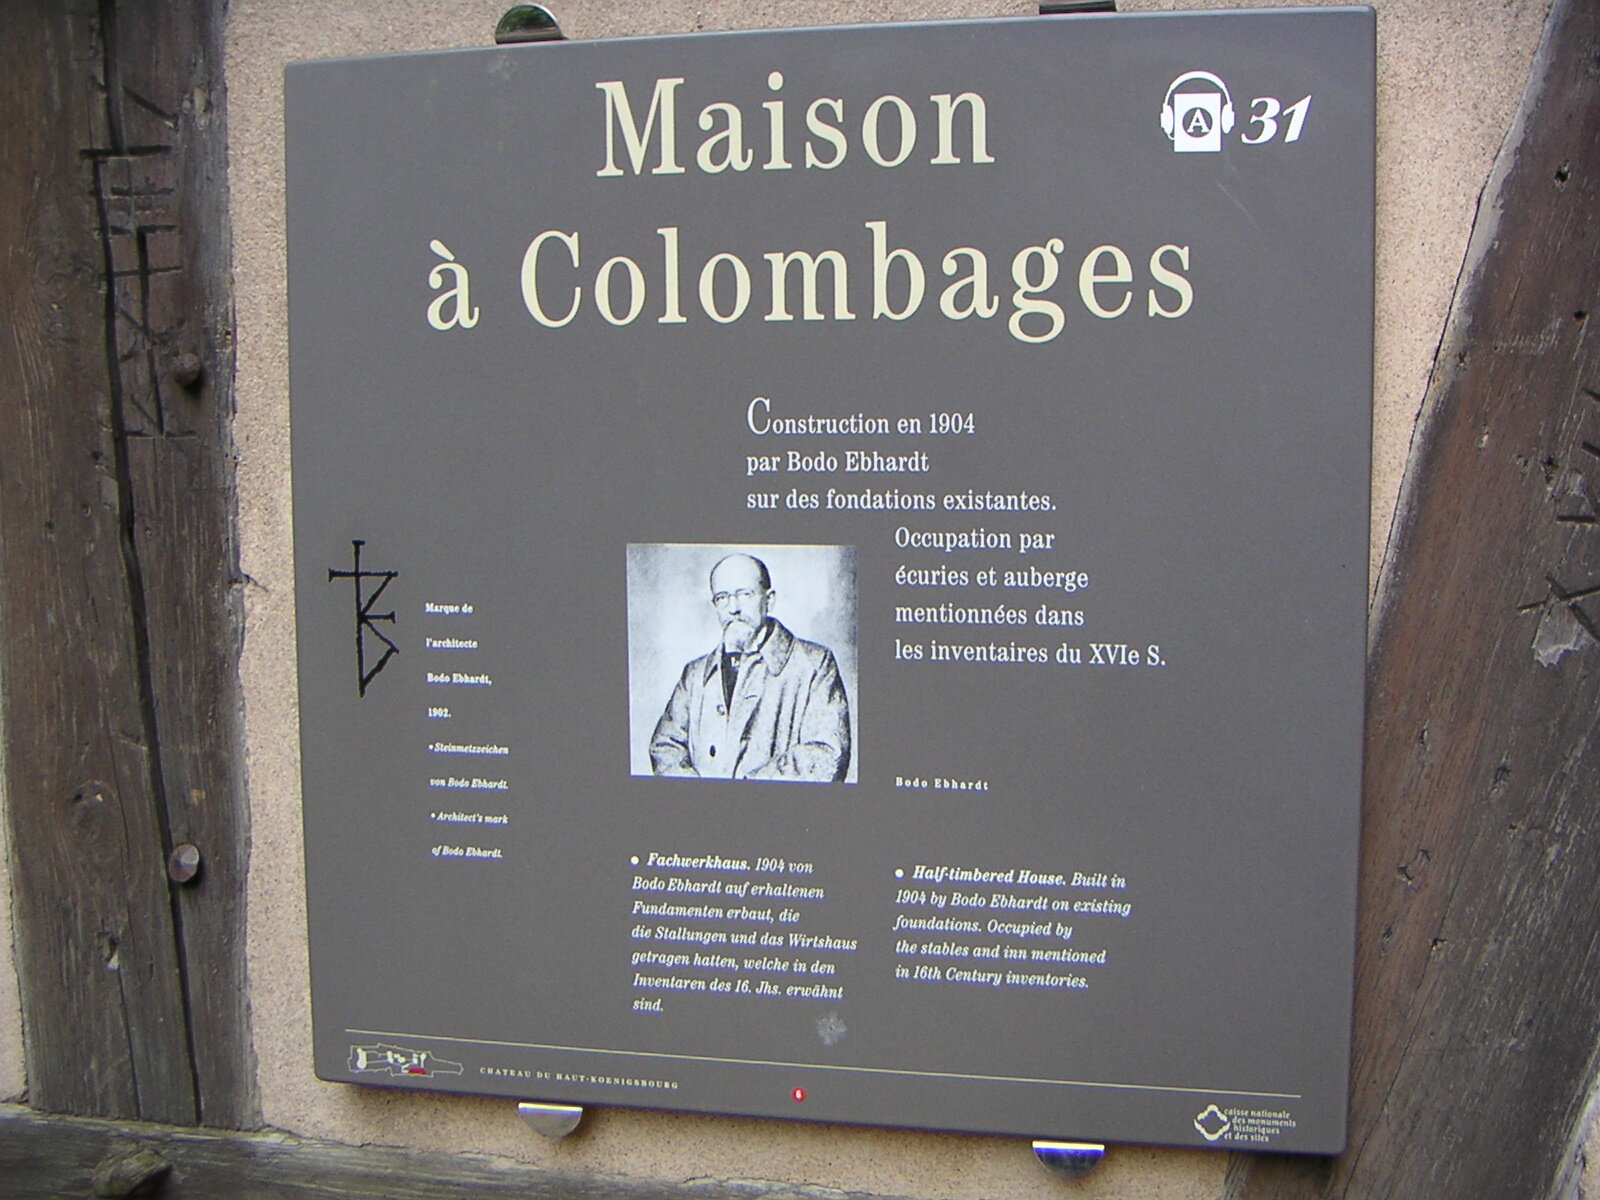 Maison
à Colombages
A 31
Construction en 1904
par Bodo Ebhardt
sur des fondations existantes.
Occupation par
écuries et auberge
mentionnées dans
les inventaires du XVIe S.
Marque de
l'architecte
Bodo Ebhardt,
1902.
• Steinmetzzeichen
von Bodo Ebhardt.
• Architect's mark
of Bodo Ebhardt.
Bodo Ebhardt
• Fachwerkhaus. 1904 von
Bodo Ebhardt auf erhaltenen
Fundamenten erbaut, die
die Stallungen und das Wirtshaus
getragen hatten, welche in den
Inventaren des 16. Jhs. erwähnt
sind.
• Half-timbered House. Built in
1904 by Bodo Ebhardt on existing
foundations. Occupied by
the stables and inn mentioned
in 16th Century inventories.
CHATEAU DU HAUT-KOENIGSBOURG
6
caisse nationale
des monuments
historiques
et des sites